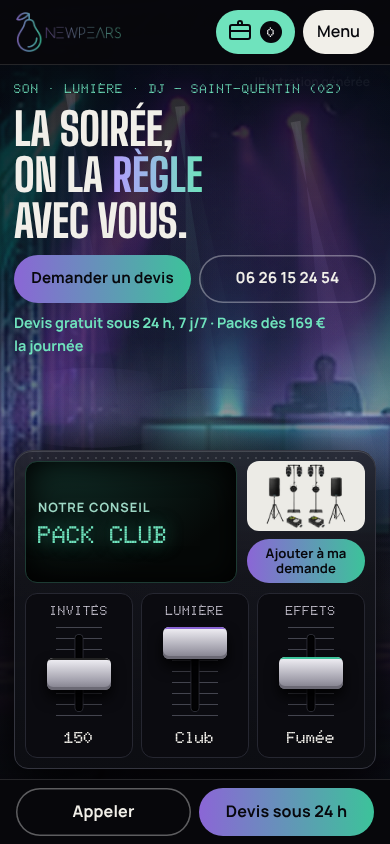 NEWPEARS
0
Menu
SON · LUMIÈRE · DJ — SAINT-QUENTIN (02)
LA SOIRÉE,
ON LA RÈGLE
AVEC VOUS.
Demander un devis
06 26 15 24 54
Devis gratuit sous 24 h, 7 j/7 · Packs dès 169 €
la journée
NOTRE CONSEIL
PACK CLUB
Ajouter à ma
demande
INVITÉS
LUMIÈRE
EFFETS
150
Club
Fumée
Appeler
Devis sous 24 h